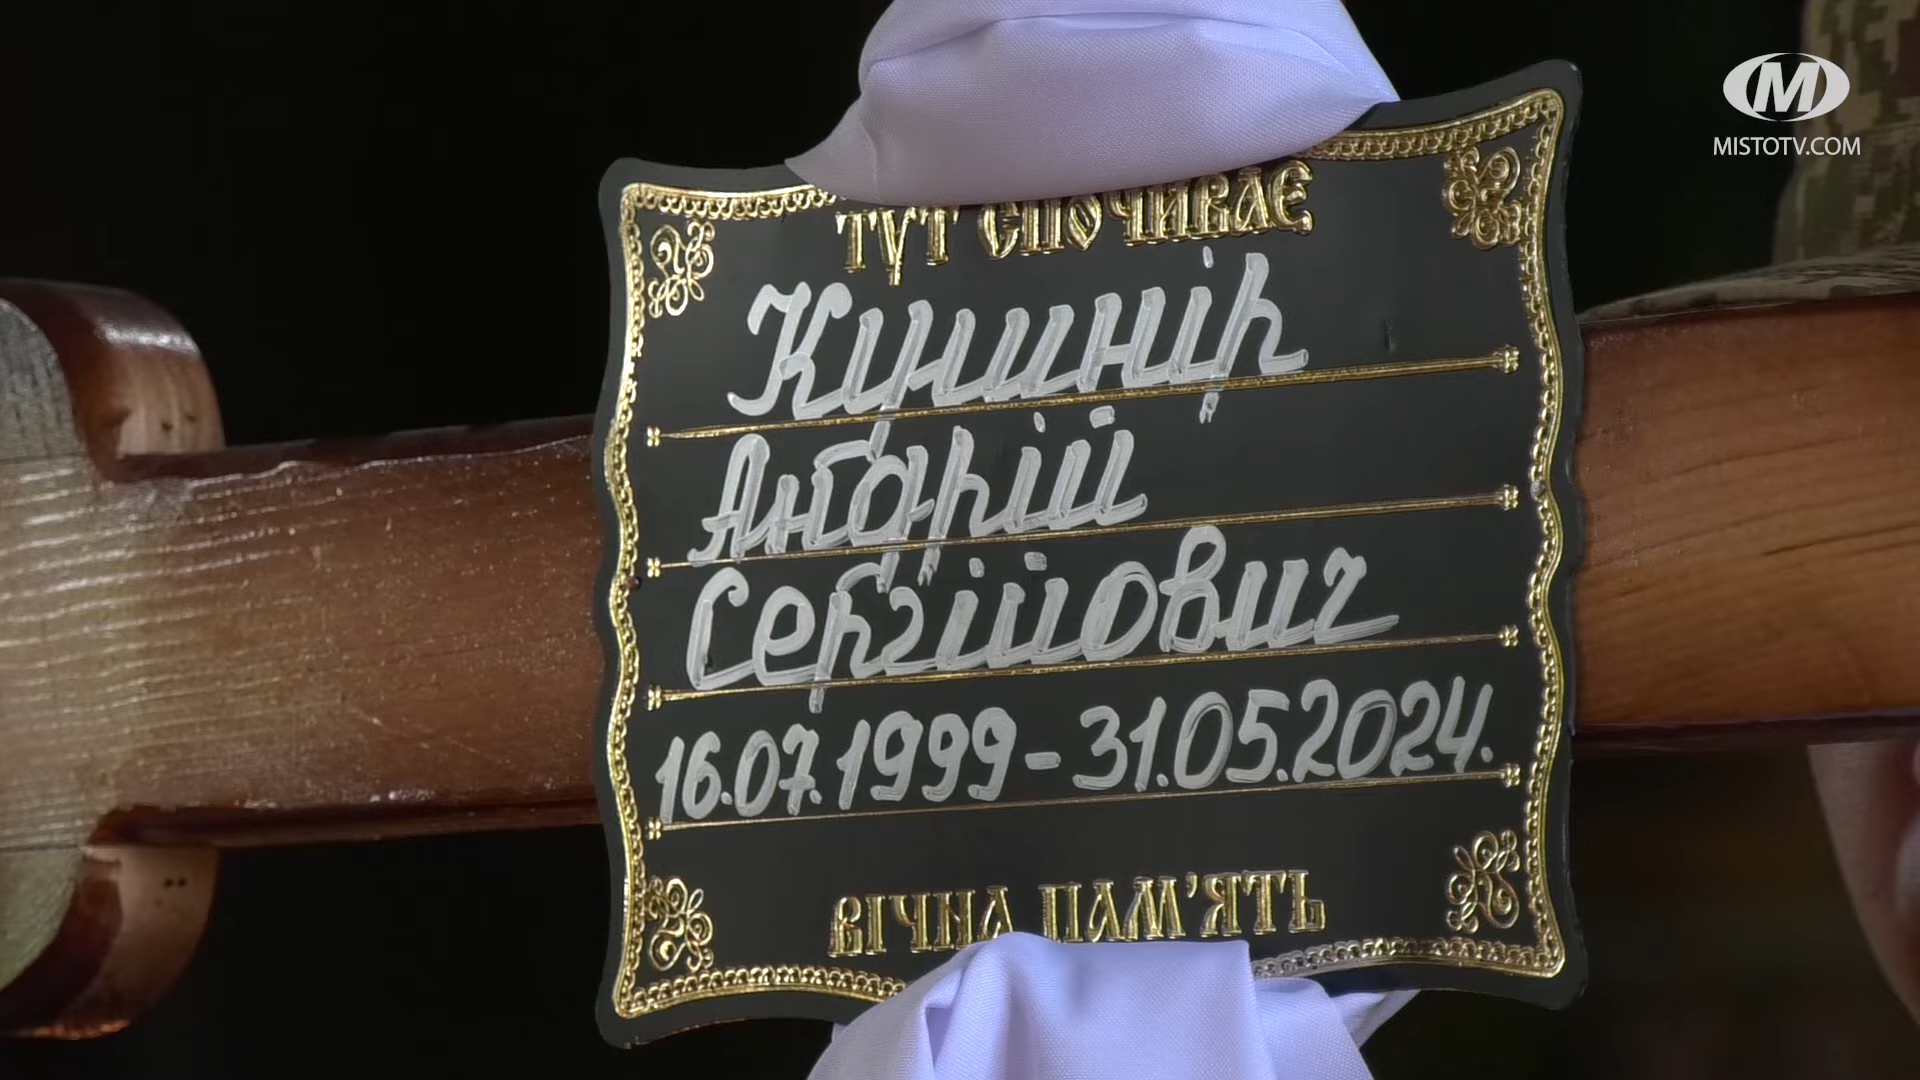 M
MISTOTV.COM
ТУТ СПОЧИВАЄ
Кушнір
Андрій
Сергійович
16.07.1999-31.05.2024.
ВІЧНА ПАМ'ЯТЬ